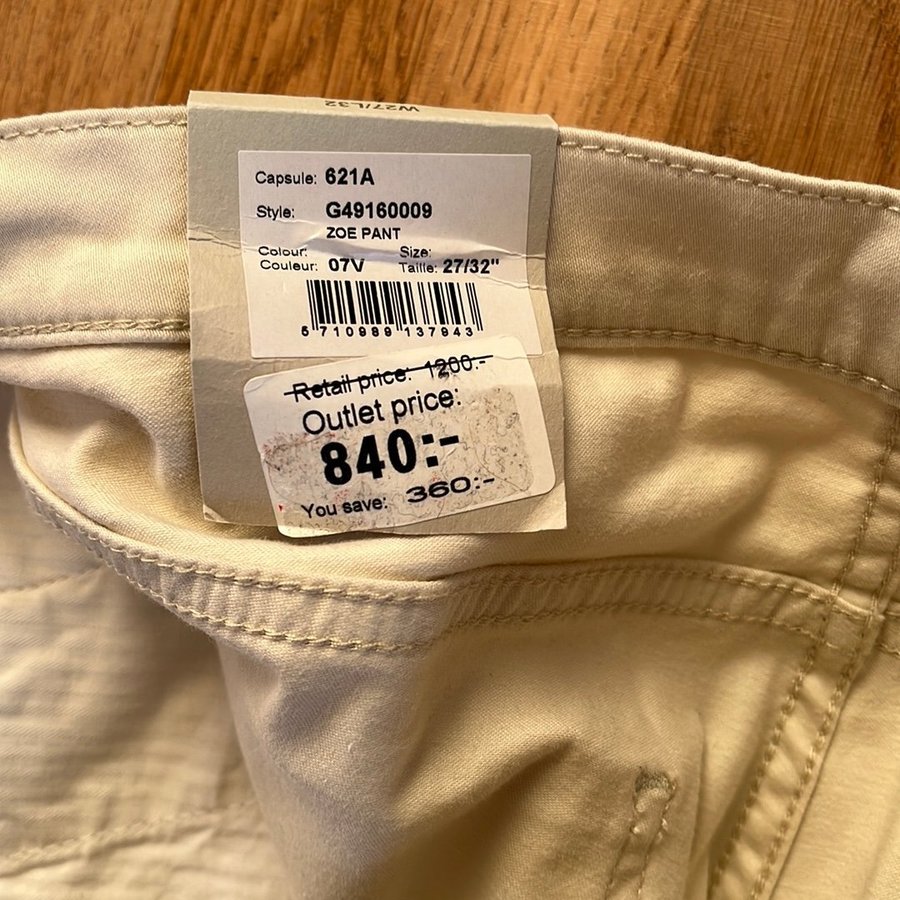 W27/L32
Capsule: 621A
Style: G49160009
ZOE PANT
Colour: Size:
Couleur: 07V Taille: 27/32"
5 710989 137943
Retail price: 1200:-
Outlet price:
840:-
You save: 360:-